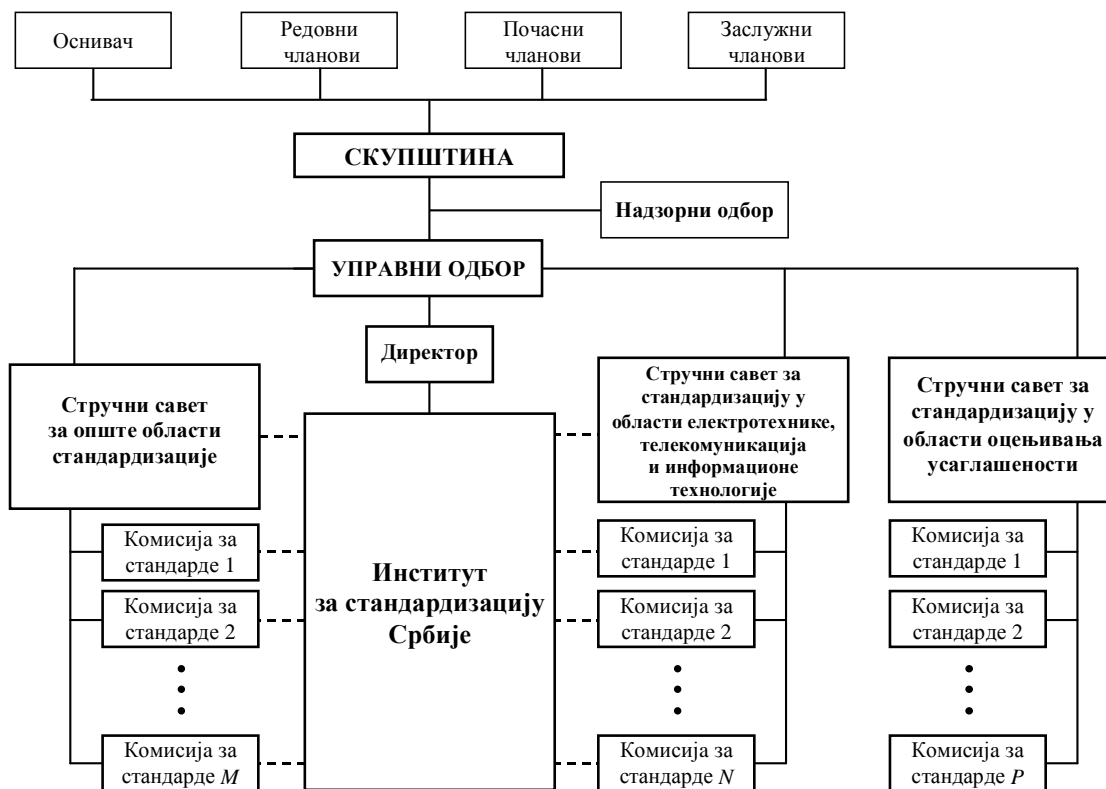 Оснивач
Редовни
чланови
Почасни
чланови
Заслужни
чланови
СКУПШТИНА
Надзорни одбор
УПРАВНИ ОДБОР
Директор
Стручни савет
за опште области
стандардизације
Стручни савет за
стандардизацију у
области електротехнике,
телекомуникација
и информационе
технологије
Стручни савет за
стандардизацију у
области оцењивања
усаглашености
Институт
за стандардизацију
Србије
Комисија за
стандарде 1
Комисија за
стандарде 2
Комисија за
стандарде M
Комисија за
стандарде 1
Комисија за
стандарде 2
Комисија за
стандарде N
Комисија за
стандарде 1
Комисија за
стандарде 2
Комисија за
стандарде P